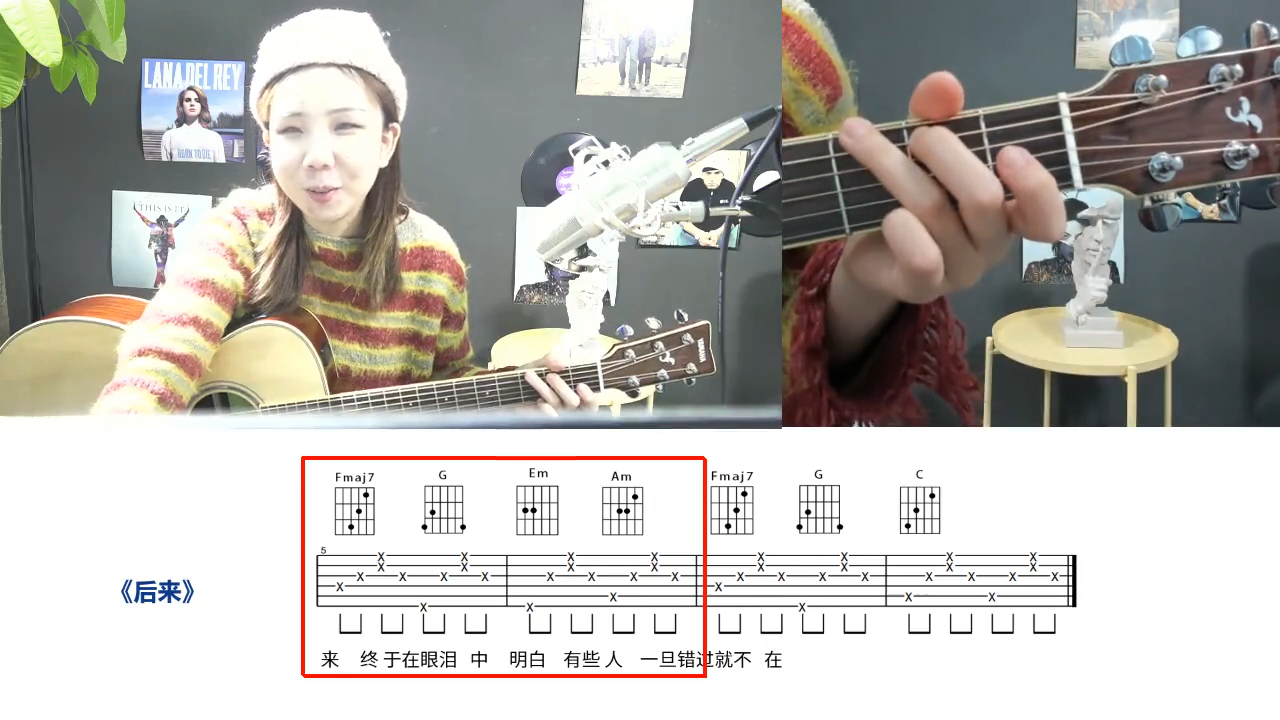 LANA DEL REY
BORN TO DIE
THIS IS IT
Fmaj7 G Em Am Fmaj7 G C
5
《后来》
来 终于在眼泪 中 明白 有些人 一旦错过就不 在